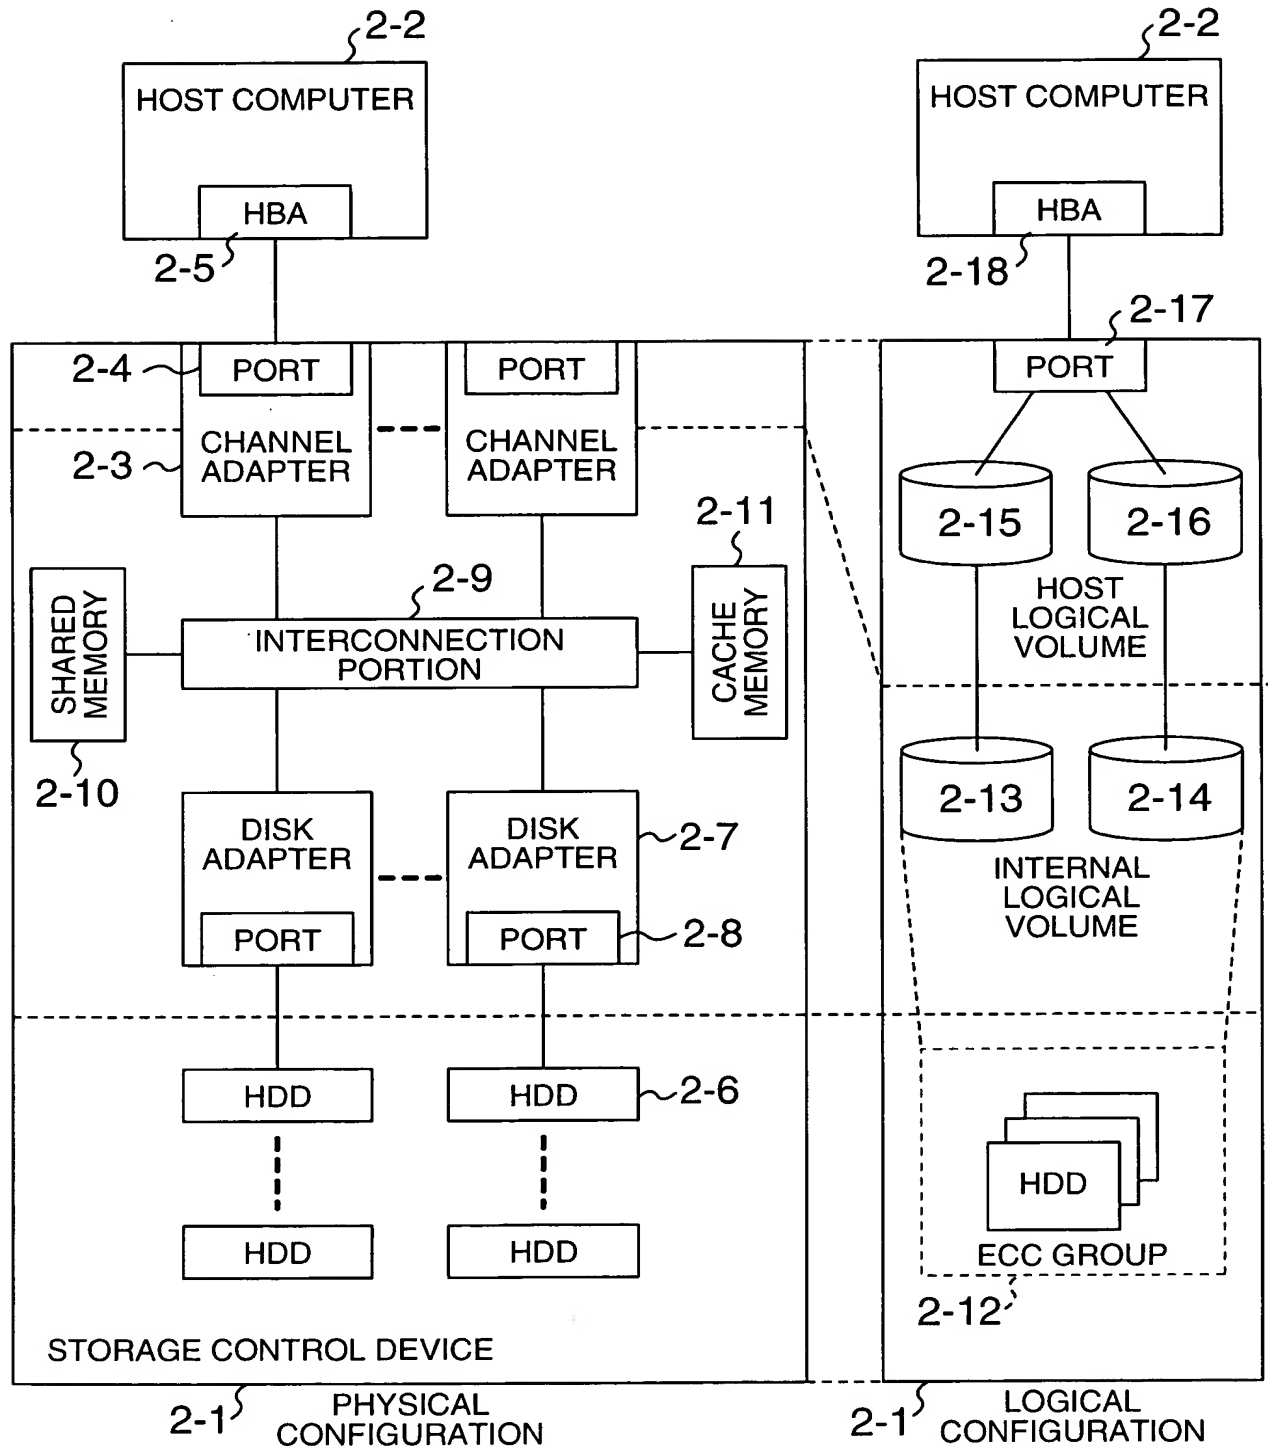 2-2
HOST COMPUTER
HBA
2-5
2-2
HOST COMPUTER
HBA
2-18
2-17
2-4
PORT
PORT
PORT
2-3
CHANNEL
ADAPTER
CHANNEL
ADAPTER
2-15
2-16
2-11
2-9
HOST
LOGICAL
VOLUME
SHARED
MEMORY
INTERCONNECTION
PORTION
CACHE
MEMORY
2-10
2-13
2-14
DISK
ADAPTER
DISK
ADAPTER
2-7
INTERNAL
LOGICAL
VOLUME
PORT
PORT
2-8
HDD
HDD
2-6
HDD
HDD
HDD
ECC GROUP
2-12
STORAGE CONTROL DEVICE
2-1
PHYSICAL
CONFIGURATION
2-1
LOGICAL
CONFIGURATION